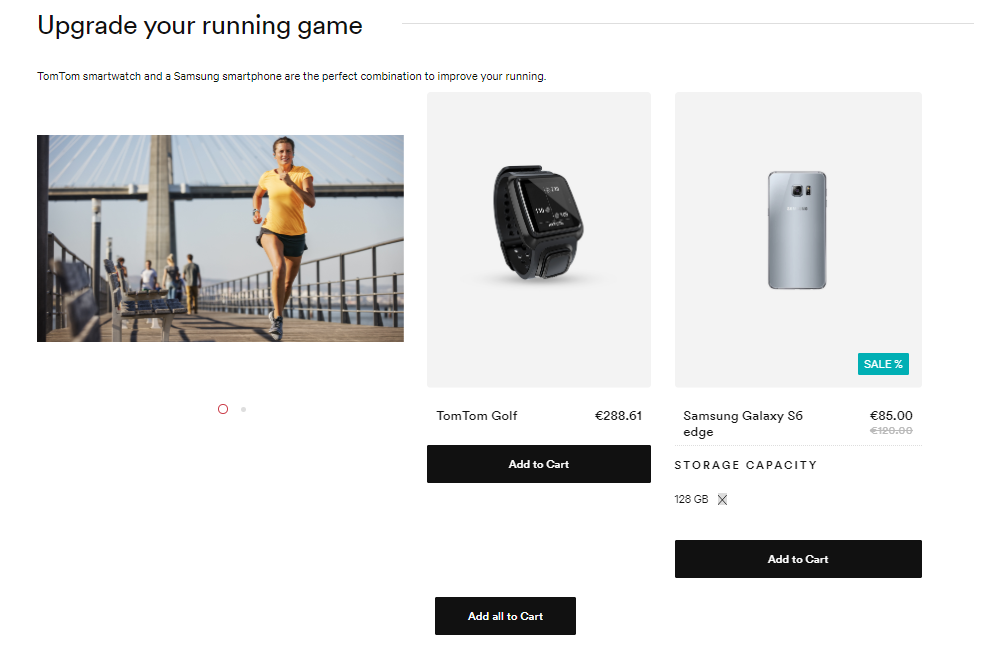 Upgrade your running game
TomTom smartwatch and a Samsung smartphone are the perfect combination to improve your running.
SALE %
TomTom Golf €288.61
Samsung Galaxy S6 €85.00
edge €120.00
Add to Cart
STORAGE CAPACITY
128 GB
Add to Cart
Add all to Cart